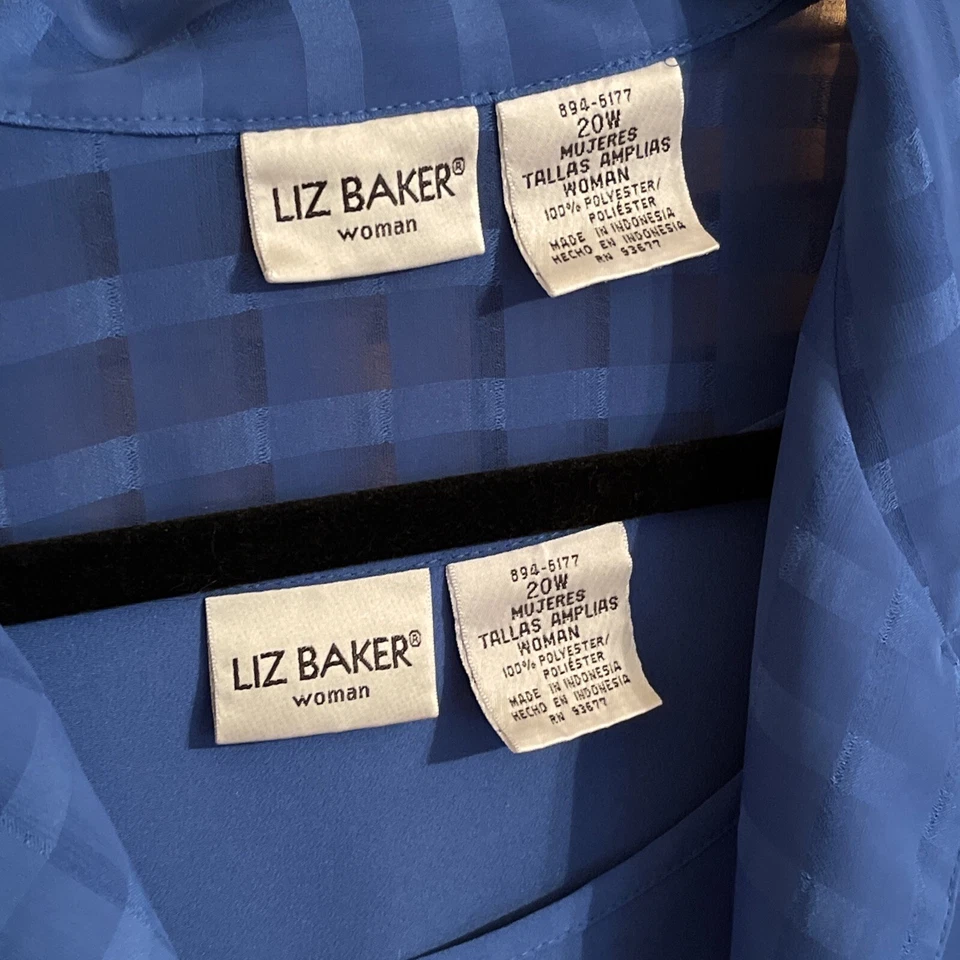 LIZ BAKER®
woman
894-6177
20W
MUJERES
TALLAS AMPLIAS
WOMAN
100% POLYESTER/
POLIÉSTER
MADE IN INDONESIA
HECHO EN INDONESIA
RN 93677
LIZ BAKER®
woman
894-6177
20W
MUJERES
TALLAS AMPLIAS
WOMAN
100% POLYESTER/
POLIÉSTER
MADE IN INDONESIA
HECHO EN INDONESIA
RN 93677